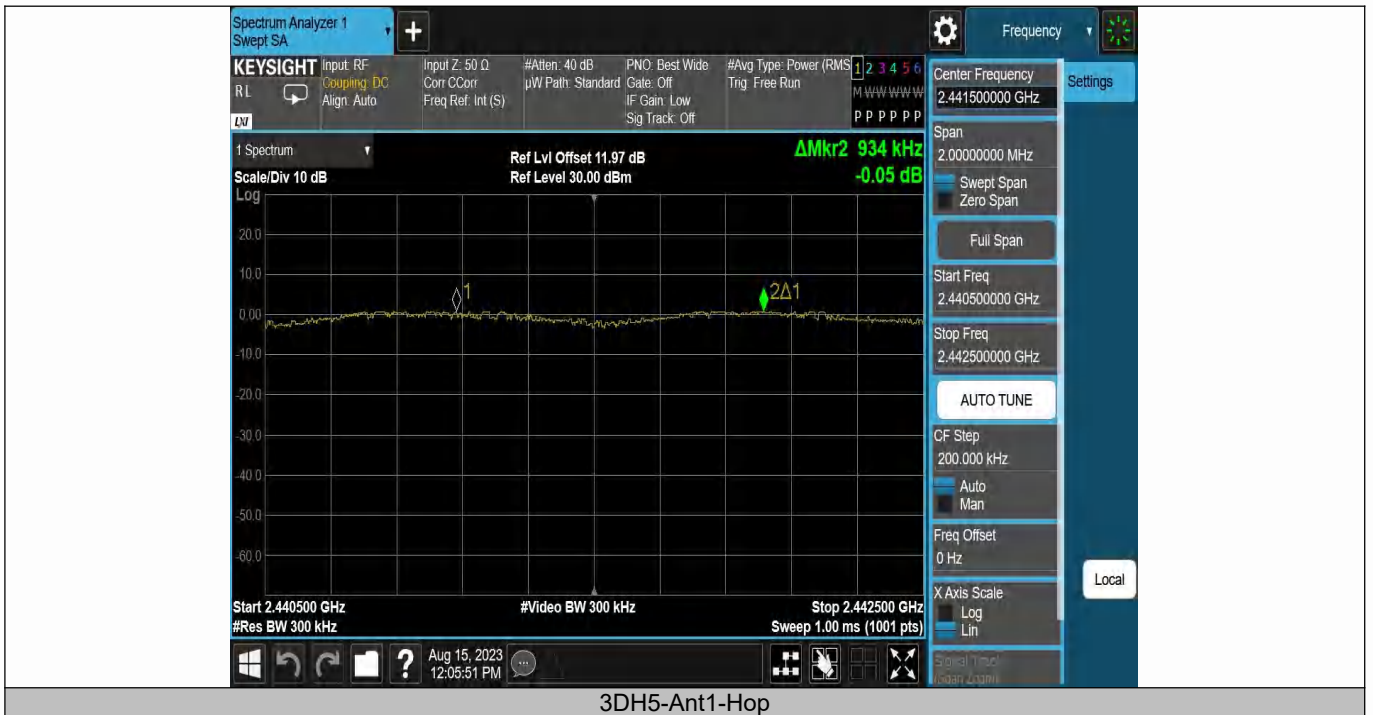 Spectrum Analyzer 1
Swept SA
+
Frequency
KEYSIGHT
RL
LXI
Input: RF
Coupling: DC
Align: Auto
Input Z: 50 Ω
Corr CCorr
Freq Ref: Int (S)
#Atten: 40 dB
µW Path: Standard
PNO: Best Wide
Gate: Off
IF Gain: Low
Sig Track: Off
#Avg Type: Power (RMS
Trig: Free Run
1 2 3 4 5 6
M W W W W W
P P P P P P
1 Spectrum
Scale/Div 10 dB
Log
Ref Lvl Offset 11.97 dB
Ref Level 30.00 dBm
ΔMkr2 934 kHz
-0.05 dB
20.0
10.0
0.00
-10.0
-20.0
-30.0
-40.0
-50.0
-60.0
1
2Δ1
Start 2.440500 GHz
#Res BW 300 kHz
#Video BW 300 kHz
Stop 2.442500 GHz
Sweep 1.00 ms (1001 pts)
Aug 15, 2023
12:05:51 PM
?
Center Frequency
2.441500000 GHz
Settings
Span
2.00000000 MHz
Swept Span
Zero Span
Full Span
Start Freq
2.440500000 GHz
Stop Freq
2.442500000 GHz
AUTO TUNE
CF Step
200.000 kHz
Auto
Man
Freq Offset
0 Hz
X Axis Scale
Log
Lin
Local
Signal Track
(Span Zoom)
3DH5-Ant1-Hop